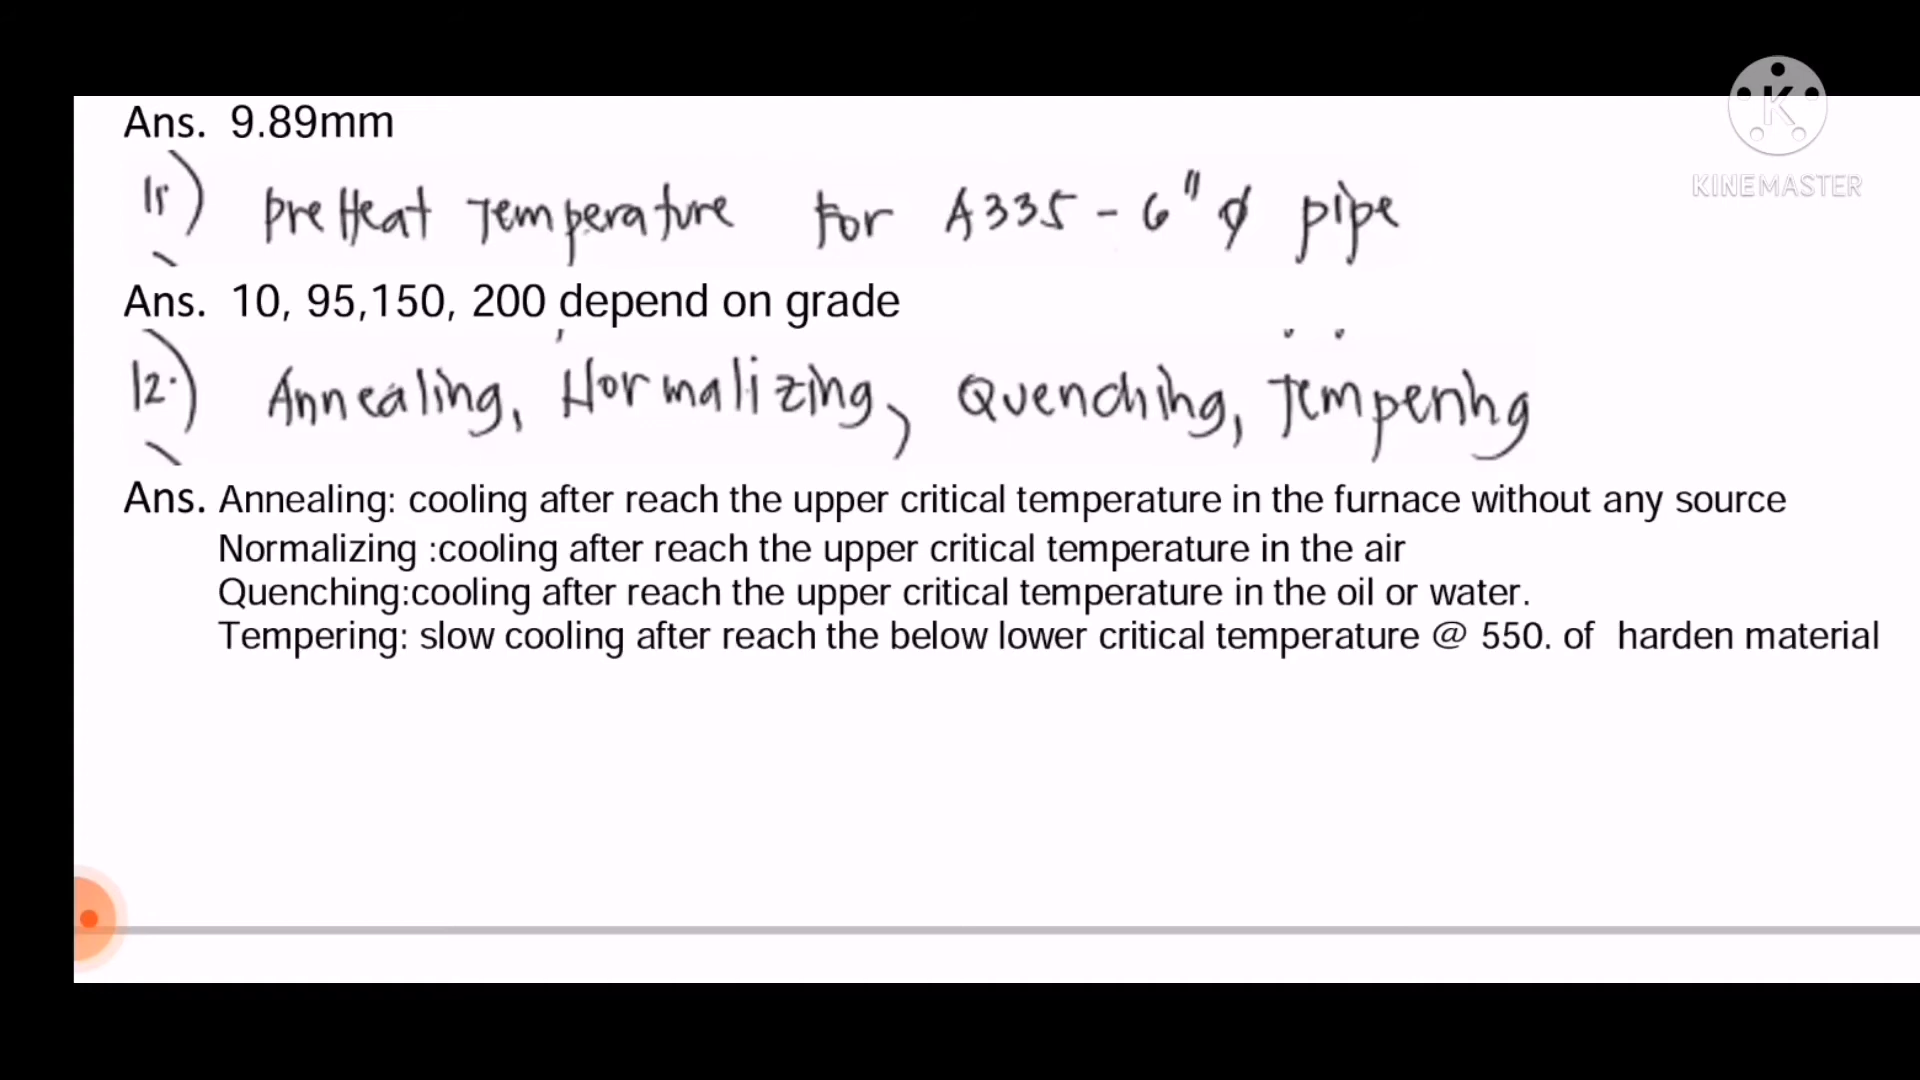 Ans. 9.89mm
K
KINEMASTER
11) PreHeat Temperature For A335 - 6" ϕ pipe
Ans. 10, 95,150, 200 depend on grade
12.) Annealing, Normalizing, Quenching, Tempering
Ans. Annealing: cooling after reach the upper critical temperature in the furnace without any source
Normalizing :cooling after reach the upper critical temperature in the air
Quenching:cooling after reach the upper critical temperature in the oil or water.
Tempering: slow cooling after reach the below lower critical temperature @ 550. of harden material